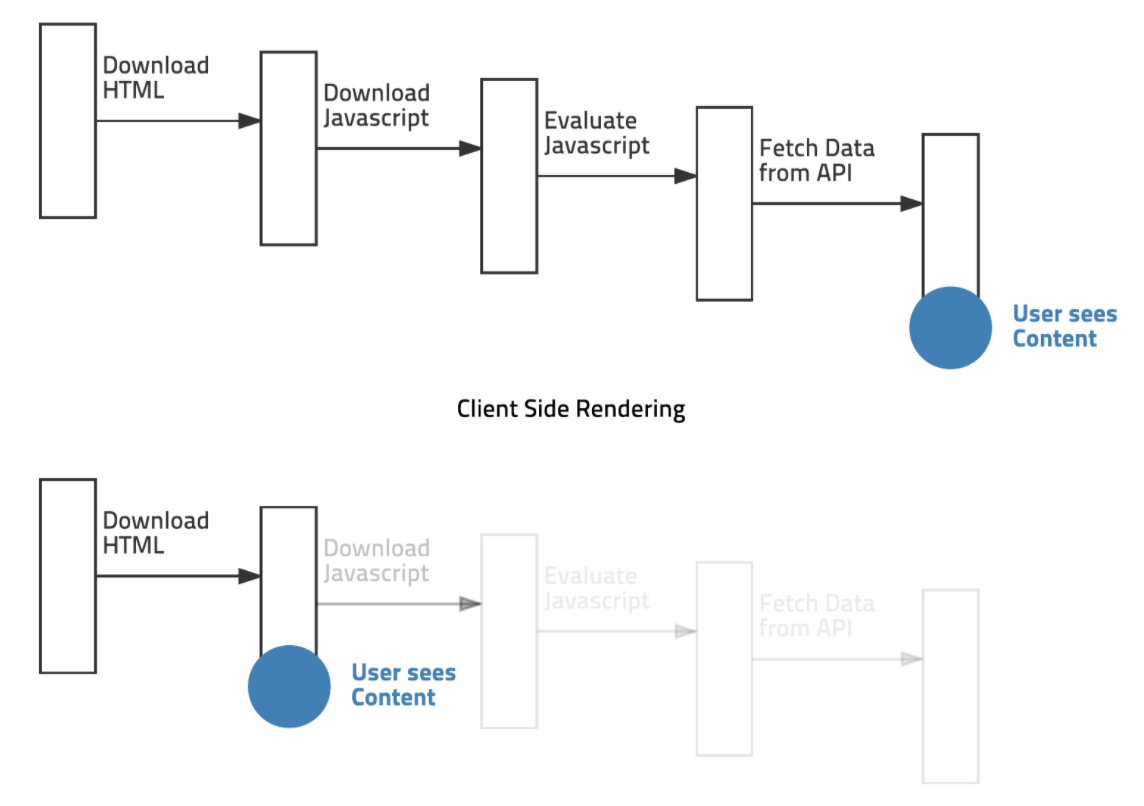 Download
HTML
Download
Javascript
Evaluate
Javascript
Fetch Data
from API
User sees
Content
Client Side Rendering
Download
HTML
Download
Javascript
Evaluate
Javascript
Fetch Data
from API
User sees
Content